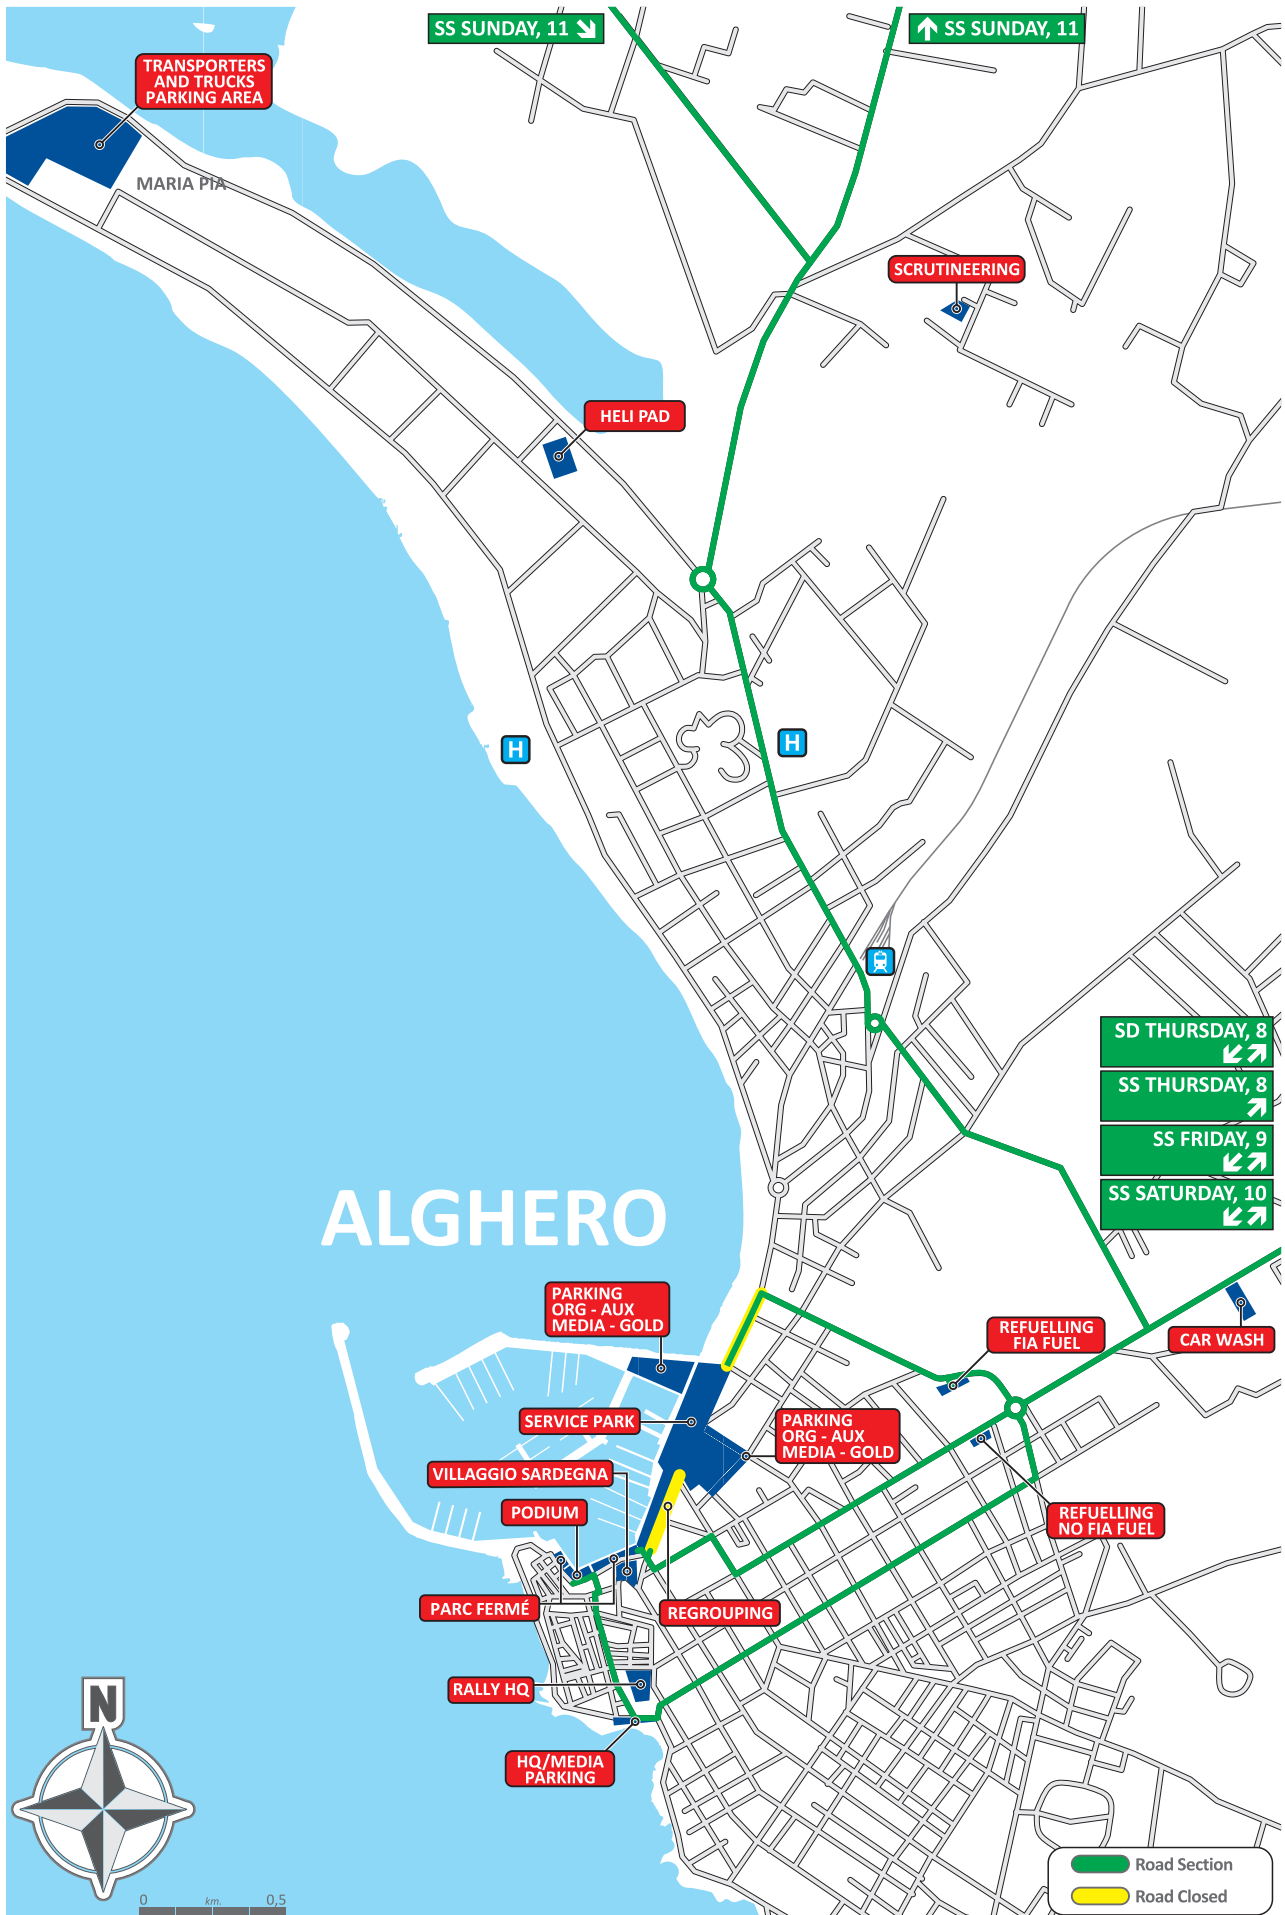 SS SUNDAY, 11
SS SUNDAY, 11
TRANSPORTERS
AND TRUCKS
PARKING AREA
MARIA PIA
SCRUTINEERING
HELI PAD
H
H
SD THURSDAY, 8
SS THURSDAY, 8
SS FRIDAY, 9
SS SATURDAY, 10
ALGHERO
PARKING
ORG - AUX
MEDIA - GOLD
REFUELLING
FIA FUEL
CAR WASH
SERVICE PARK
PARKING
ORG - AUX
MEDIA - GOLD
VILLAGGIO SARDEGNA
PODIUM
REFUELLING
NO FIA FUEL
PARC FERMÉ
REGROUPING
RALLY HQ
HQ/MEDIA
PARKING
N
Road Section
Road Closed
0 km. 0,5